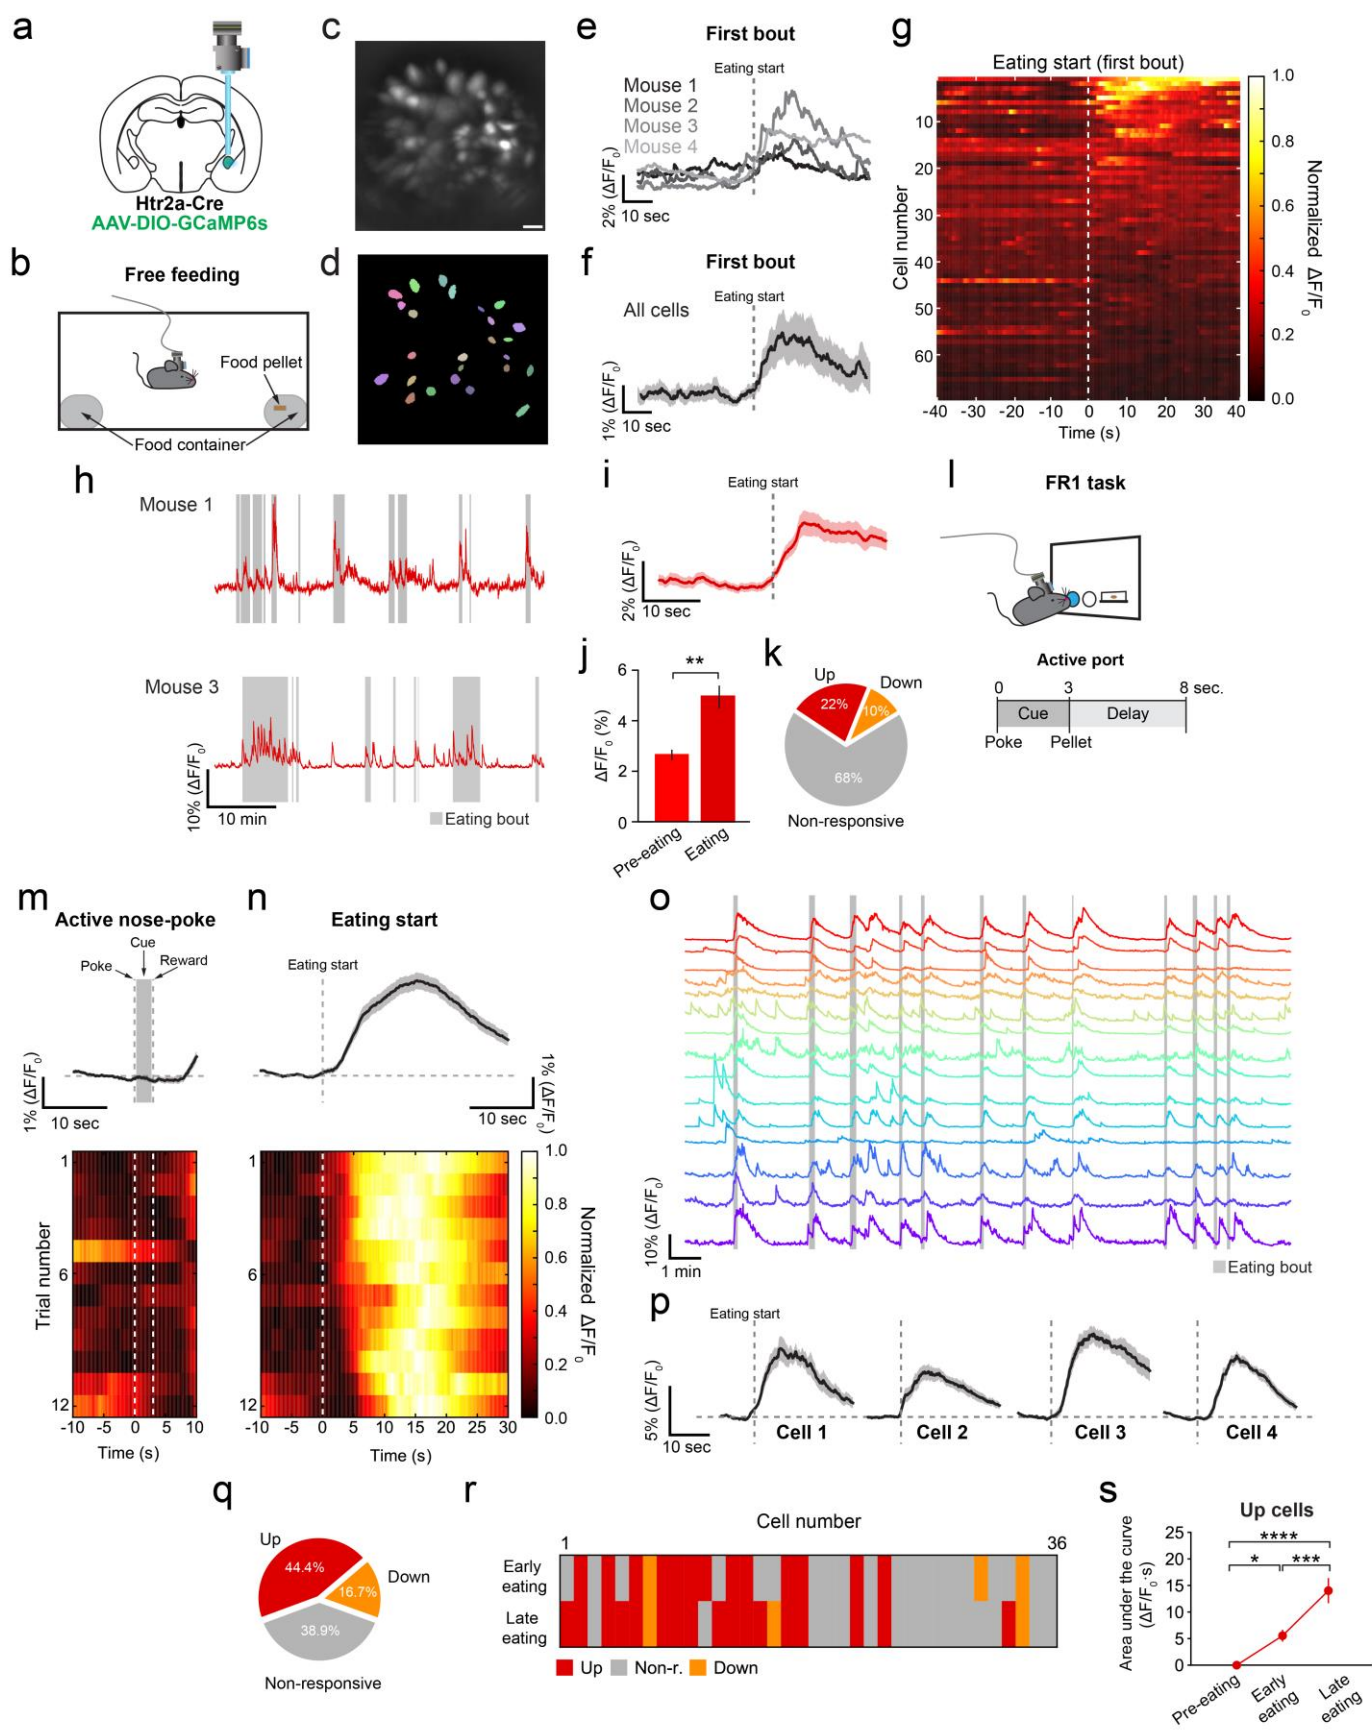 a
Htr2a-Cre
AAV-DIO-GCaMP6s
b
Free feeding
Food pellet
Food container
c
d
e
First bout
Eating start
Mouse 1
Mouse 2
Mouse 3
Mouse 4
2% (ΔF/F₀)
10 sec
f
First bout
Eating start
All cells
1% (ΔF/F₀)
10 sec
g
Eating start (first bout)
Cell number
10
20
30
40
50
60
-40 -30 -20 -10 0 10 20 30 40
Time (s)
1.0
0.8
0.6
0.4
0.2
0.0
Normalized ΔF/F₀
h
Mouse 1
Mouse 3
10% (ΔF/F₀)
10 min
Eating bout
i
Eating start
2% (ΔF/F₀)
10 sec
j
**
ΔF/F₀ (%)
6
4
2
0
Pre-eating
Eating
k
Up
Down
22%
10%
68%
Non-responsive
l
FR1 task
Active port
0 3 8 sec.
Cue Delay
Poke Pellet
m
Active nose-poke
Cue
Poke Reward
1% (ΔF/F₀)
10 sec
Trial number
1
6
12
-10 -5 0 5 10
Time (s)
n
Eating start
Eating start
1% (ΔF/F₀)
10 sec
1
6
12
-10 -5 0 5 10 15 20 25 30
Time (s)
1.0
0.8
0.6
0.4
0.2
0.0
Normalized ΔF/F₀
o
10% (ΔF/F₀)
1 min
Eating bout
p
Eating start
5% (ΔF/F₀)
10 sec
Cell 1
Cell 2
Cell 3
Cell 4
q
Up
44.4%
Down
16.7%
38.9%
Non-responsive
r
Cell number
1 36
Early
eating
Late
eating
Up Non-r. Down
s
Up cells
****
* ***
Area under the curve
(ΔF/F₀·s)
25
20
15
10
5
0
Pre-eating
Early
eating
Late
eating